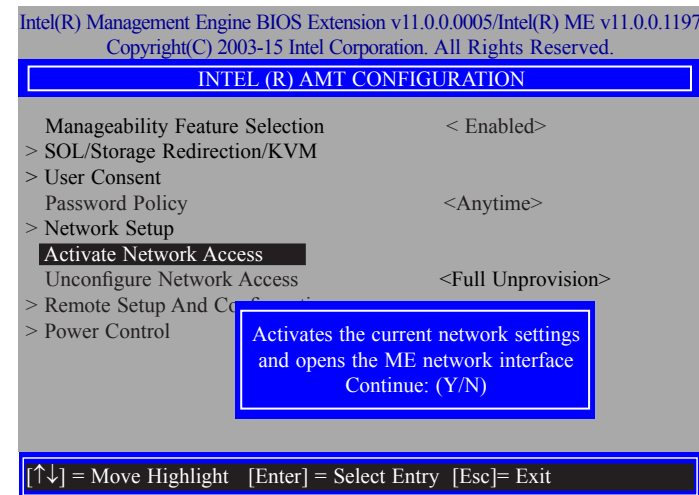 Intel(R) Management Engine BIOS Extension v11.0.0.0005/Intel(R) ME v11.0.0.1197
Copyright(C) 2003-15 Intel Corporation. All Rights Reserved.
INTEL (R) AMT CONFIGURATION
Manageability Feature Selection < Enabled>
> SOL/Storage Redirection/KVM
> User Consent
Password Policy <Anytime>
> Network Setup
Activate Network Access
Unconfigure Network Access <Full Unprovision>
> Remote Setup And
> Power Control
Activates the current network settings
and opens the ME network interface
Continue: (Y/N)
[↑↓] = Move Highlight [Enter] = Select Entry [Esc]= Exit